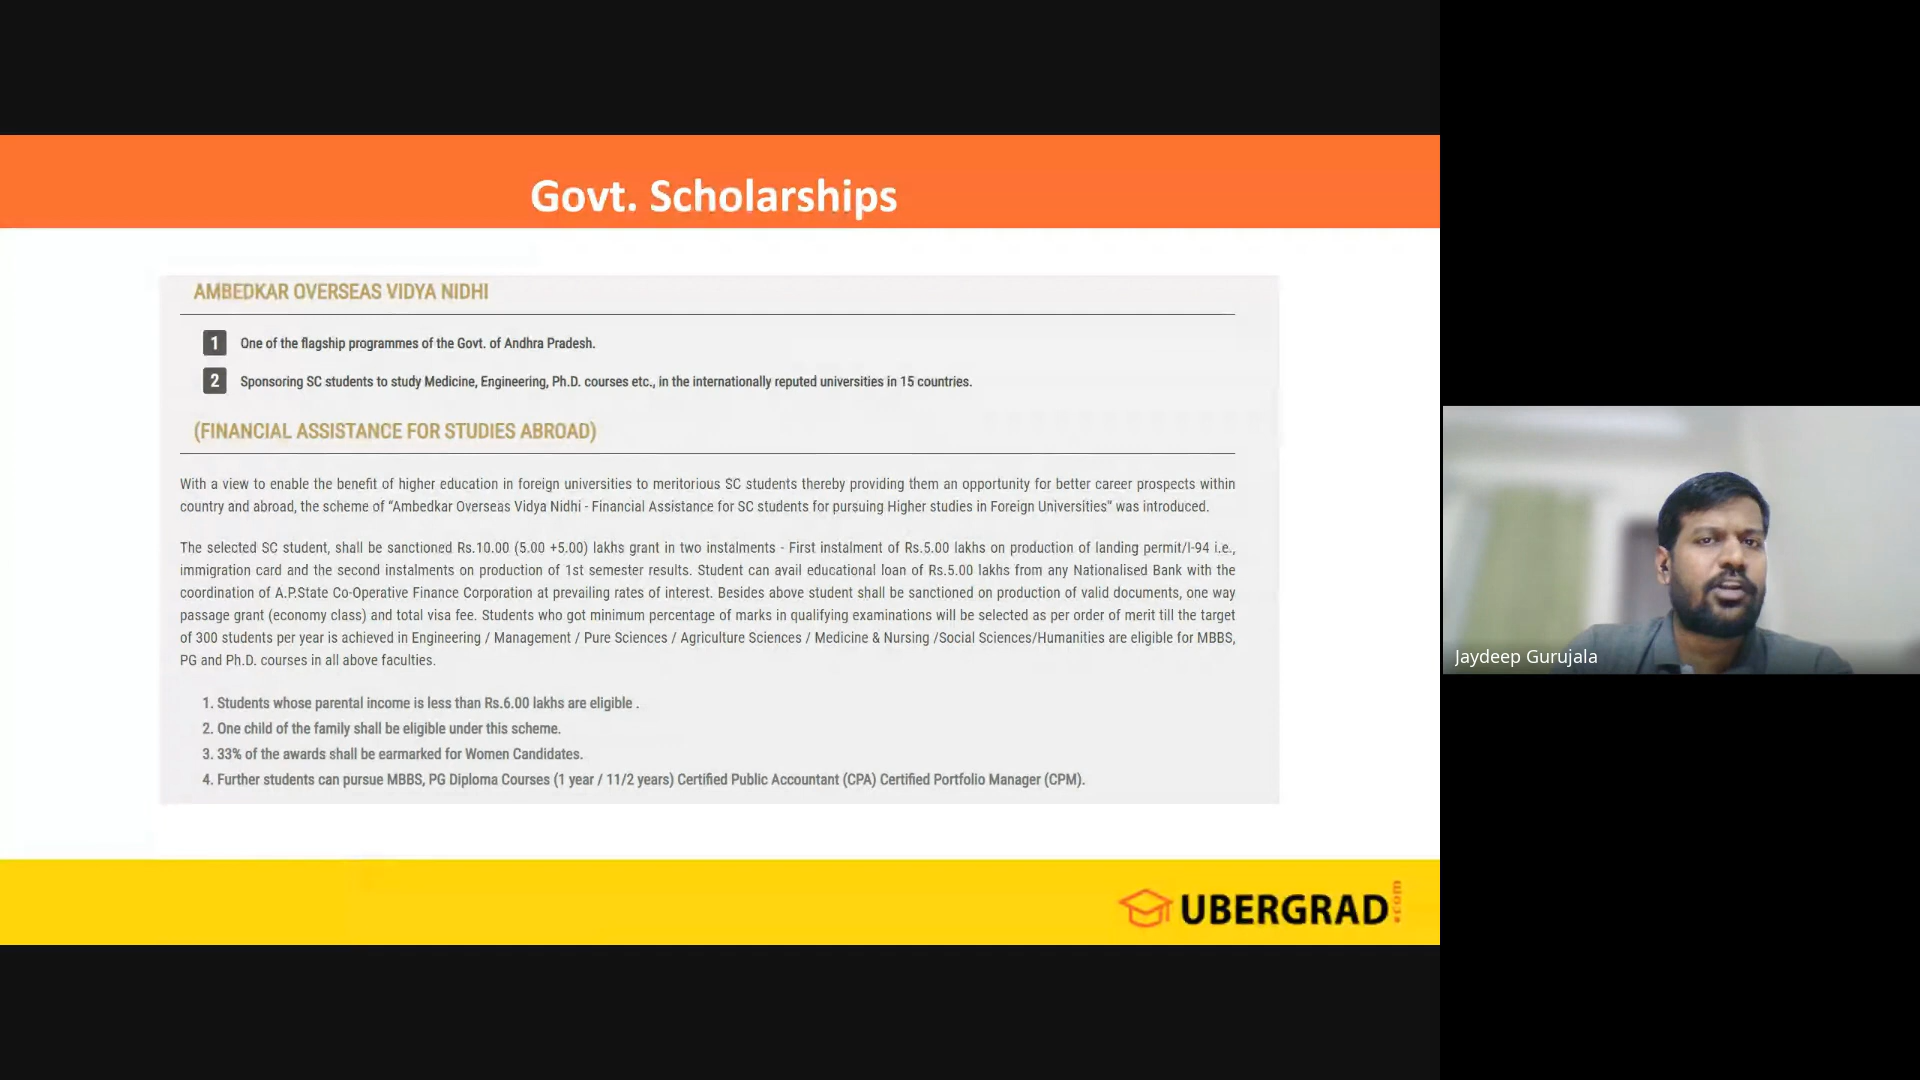 Govt. Scholarships
AMBEDKAR OVERSEAS VIDYA NIDHI
1 One of the flagship programmes of the Govt. of Andhra Pradesh.
2 Sponsoring SC students to study Medicine, Engineering, Ph.D. courses etc., in the internationally reputed universities in 15 countries.
(FINANCIAL ASSISTANCE FOR STUDIES ABROAD)
With a view to enable the benefit of higher education in foreign universities to meritorious SC students thereby providing them an opportunity for better career prospects within
country and abroad, the scheme of “Ambedkar Overseas Vidya Nidhi - Financial Assistance for SC students for pursuing Higher studies in Foreign Universities” was introduced.
The selected SC student, shall be sanctioned Rs.10.00 (5.00 +5.00) lakhs grant in two instalments - First instalment of Rs.5.00 lakhs on production of landing permit/I-94 i.e.,
immigration card and the second instalments on production of 1st semester results. Student can avail educational loan of Rs.5.00 lakhs from any Nationalised Bank with the
coordination of A.P.State Co-Operative Finance Corporation at prevailing rates of interest. Besides above student shall be sanctioned on production of valid documents, one way
passage grant (economy class) and total visa fee. Students who got minimum percentage of marks in qualifying examinations will be selected as per order of merit till the target
of 300 students per year is achieved in Engineering / Management / Pure Sciences / Agriculture Sciences / Medicine & Nursing /Social Sciences/Humanities are eligible for MBBS,
PG and Ph.D. courses in all above faculties.
1. Students whose parental income is less than Rs.6.00 lakhs are eligible .
2. One child of the family shall be eligible under this scheme.
3. 33% of the awards shall be earmarked for Women Candidates.
4. Further students can pursue MBBS, PG Diploma Courses (1 year / 11/2 years) Certified Public Accountant (CPA) Certified Portfolio Manager (CPM).
Jaydeep Gurujala
UBERGRAD.com